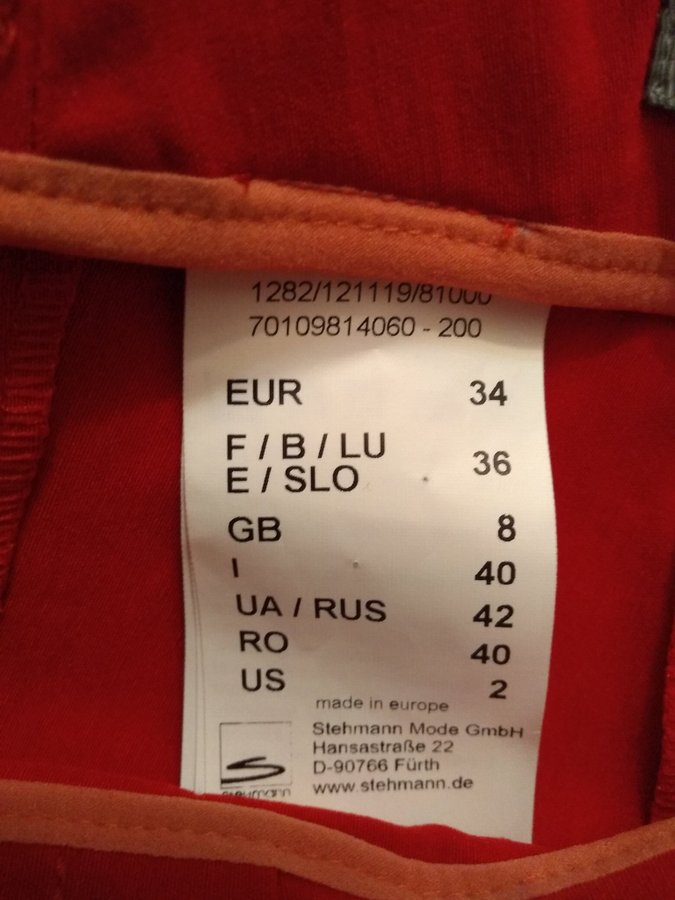 1282/121119/81000
70109814060 - 200
EUR 34
F / B / LU
E / SLO 36
GB 8
I 40
UA / RUS 42
RO 40
US 2
made in europe
Stehmann Mode GmbH
Hansastraße 22
D-90766 Fürth
www.stehmann.de
stehmann